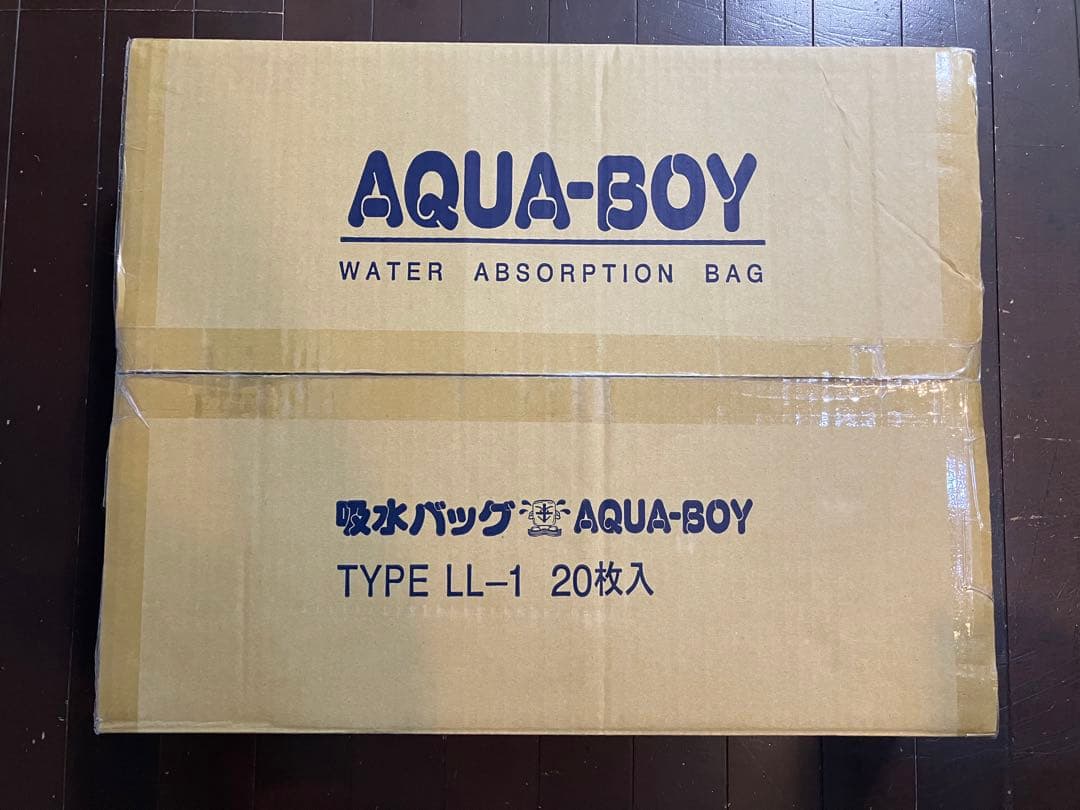 AQUA-BOY
WATER ABSORPTION BAG
吸水バッグ AQUA-BOY
TYPE LL-1 20枚入